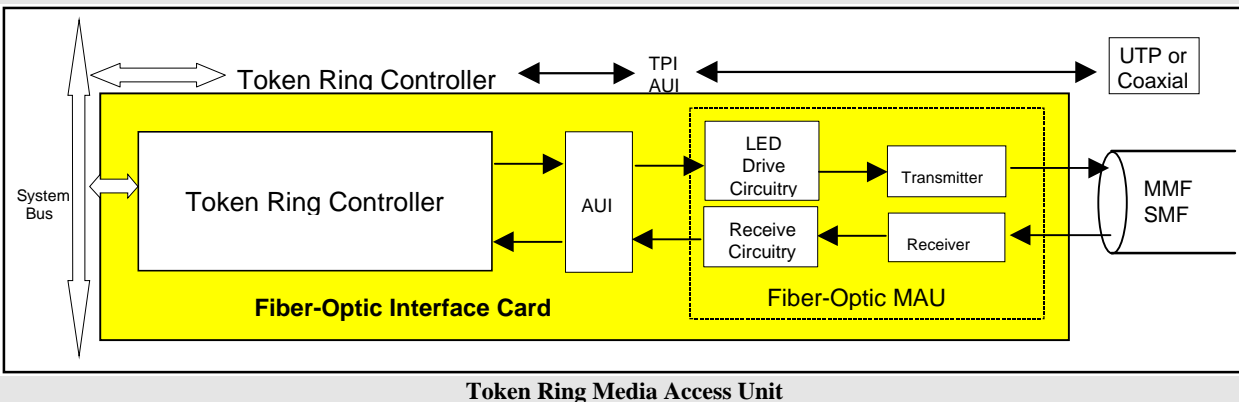 Token Ring Controller
TPI
AUI
UTP or
Coaxial
System
Bus
Token Ring Controller
AUI
LED
Drive
Circuitry
Transmitter
Receive
Circuitry
Receiver
MMF
SMF
Fiber-Optic Interface Card
Fiber-Optic MAU
Token Ring Media Access Unit